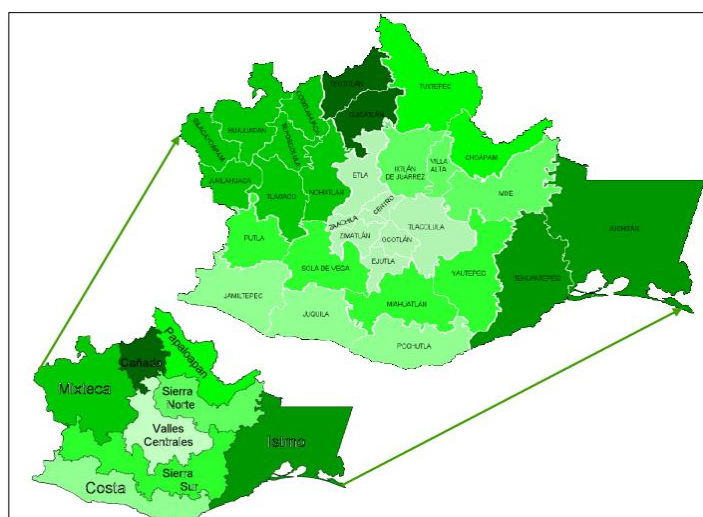 TEOTITLÁN
TUXTEPEC
CUICATLÁN
COIXTLAHUACA
HUAJUAPAN
SILACAYOAPAM
TEPOSCOLULA
CHOAPAM
VILLA
ALTA
IXTLÁN
DE JUÁREZ
ETLA
JUXTLAHUACA
TLAXIACO
NOCHIXTLÁN
MIXE
CENTRO
ZAACHILA
TLACOLULA
PUTLA
ZIMATLÁN
OCOTLÁN
JUCHITÁN
EJUTLA
SOLA DE VEGA
YAUTEPEC
TEHUANTEPEC
JAMILTEPEC
MIAHUATLÁN
JUQUILA
POCHUTLA
Papaloapan
Cañada
Mixteca
Sierra
Norte
Valles
Centrales
Istmo
Sierra
Sur
Costa